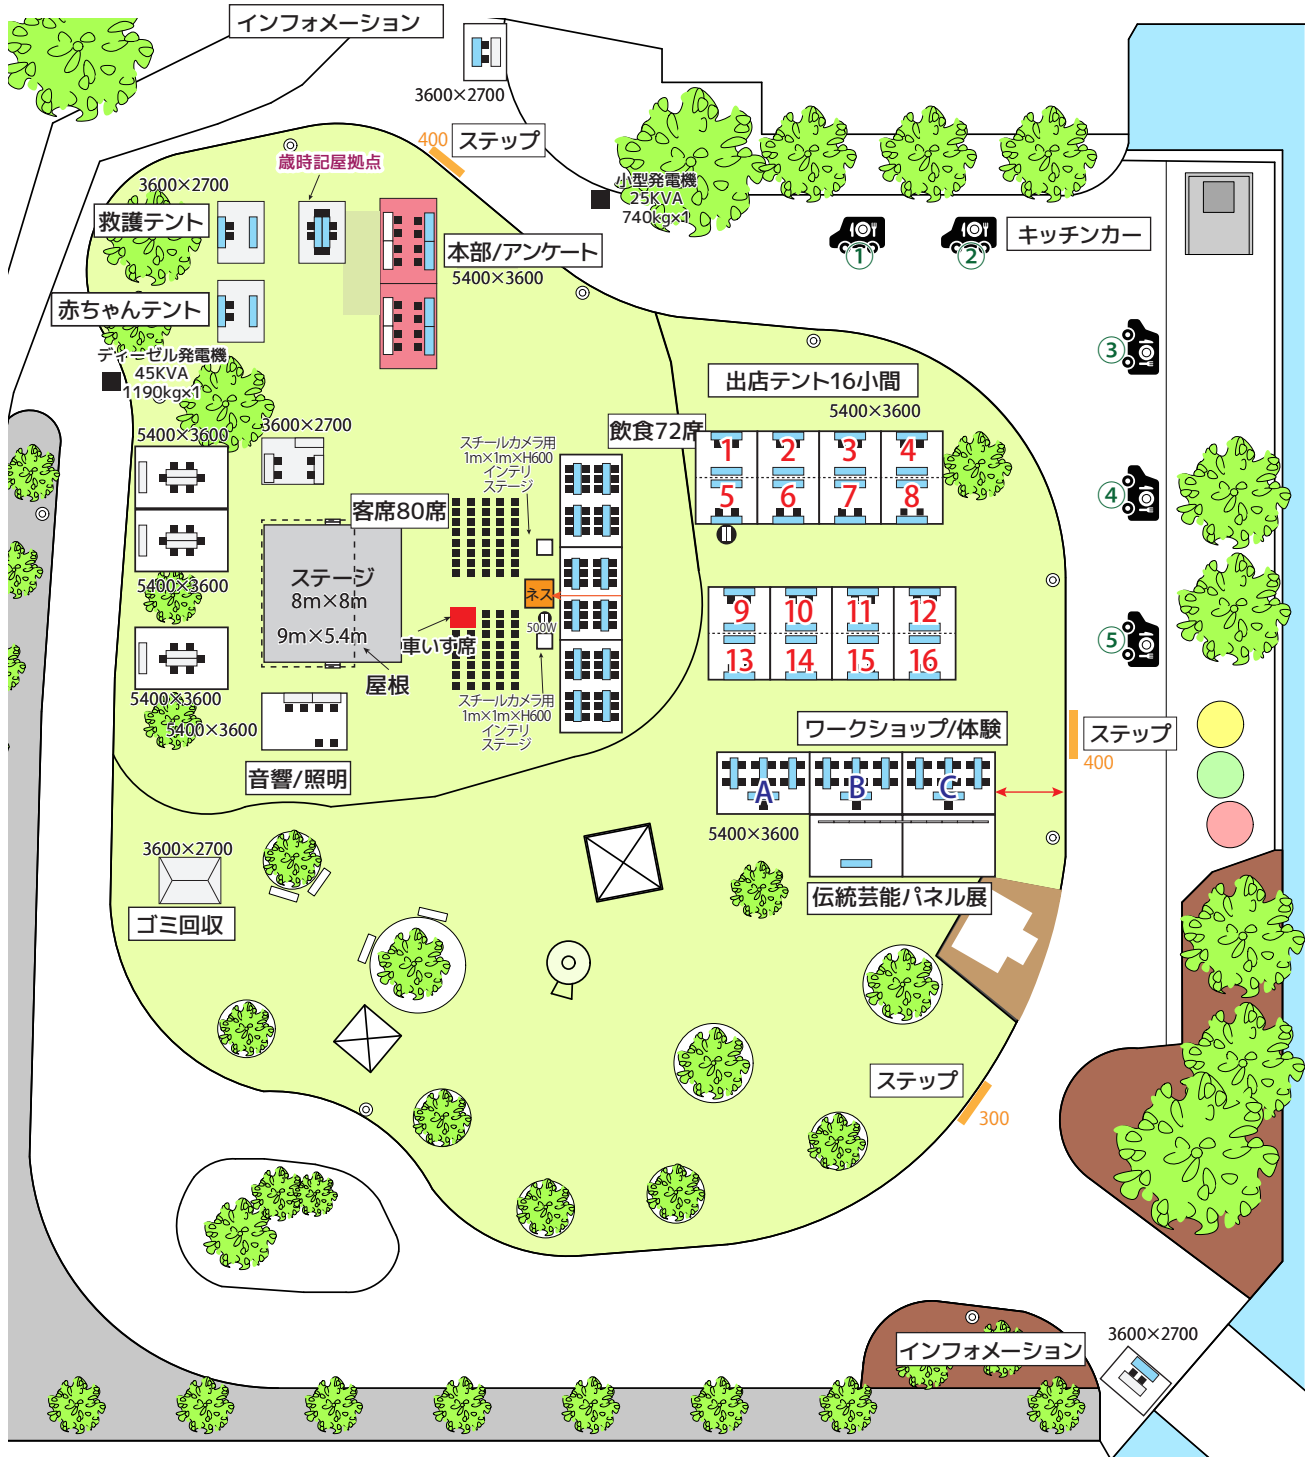 インフォメーション
3600×2700
400
ステップ
歳時記屋拠点
3600×2700
救護テント
本部/アンケート
5400×3600
赤ちゃんテント
小型発電機
25KVA
740kg×1
キッチンカー
①
②
③
④
⑤
ディーゼル発電機
45KVA
1190kg×1
出店テント16小間
5400×3600
飲食72席
1
2
3
4
5
6
7
8
9
10
11
12
13
14
15
16
5400×3600
3600×2700
スチールカメラ用
1m×1m×H600
インテリ
ステージ
客席80席
ステージ
8m×8m
9m×5.4m
5400×3600
ネス
500W
車いす席
屋根
5400×3600
5400×3600
スチールカメラ用
1m×1m×H600
インテリ
ステージ
音響/照明
ワークショップ/体験
ステップ
400
A
B
C
5400×3600
伝統芸能パネル展
3600×2700
ゴミ回収
ステップ
300
インフォメーション
3600×2700